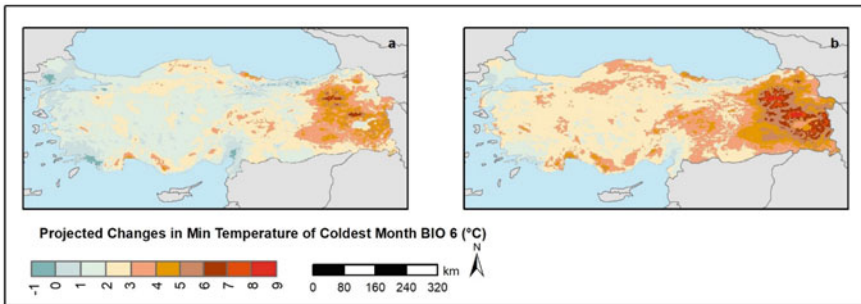 a
b
Projected Changes in Min Temperature of Coldest Month BIO 6 (°C)
N
-1 0 1 2 3 4 5 6 7 8 9
km
0 80 160 240 320